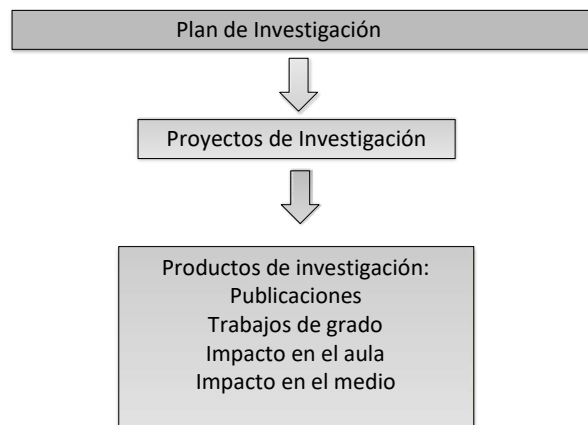 Plan de Investigación
Proyectos de Investigación
Productos de investigación:
Publicaciones
Trabajos de grado
Impacto en el aula
Impacto en el medio